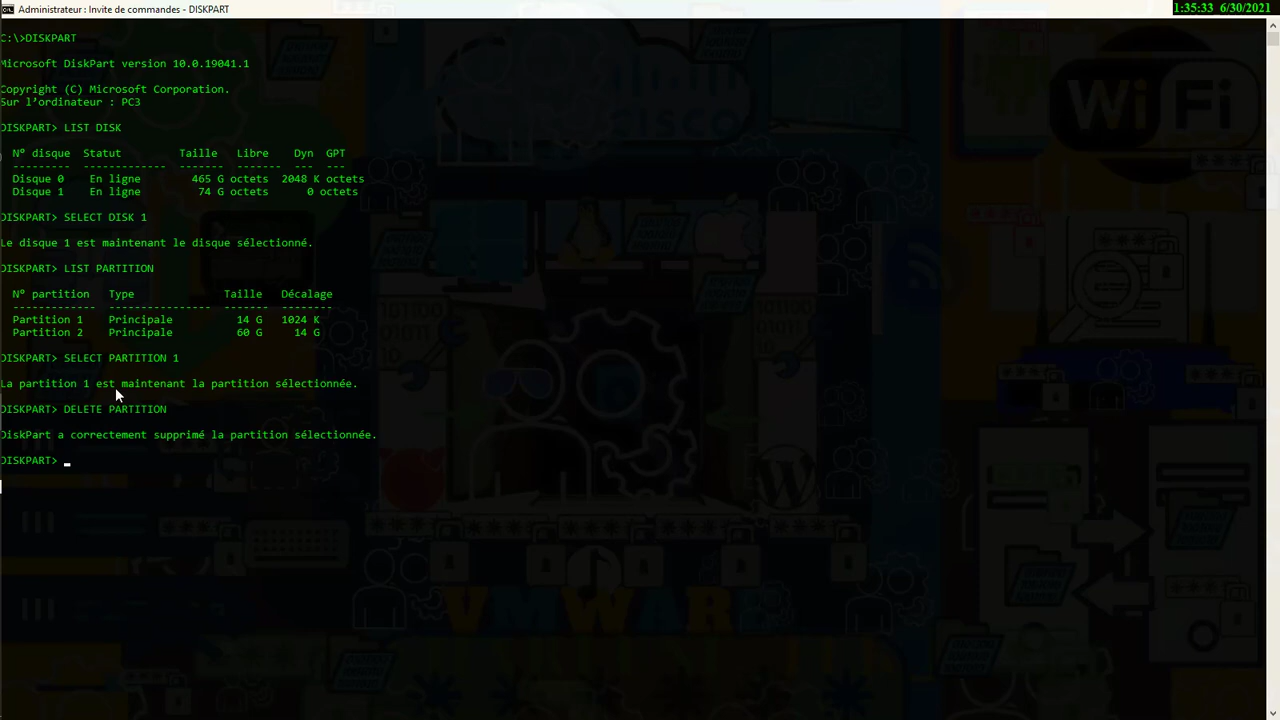 Administrateur : Invite de commandes - DISKPART
1:35:33 6/30/2021
C:\>DISKPART
Microsoft DiskPart version 10.0.19041.1
Copyright (C) Microsoft Corporation.
Sur l’ordinateur : PC3
DISKPART> LIST DISK
N° disque Statut Taille Libre Dyn GPT
--------- ------------- ------- ------- --- ---
Disque 0 En ligne 465 G octets 2048 K octets
Disque 1 En ligne 74 G octets 0 octets
DISKPART> SELECT DISK 1
Le disque 1 est maintenant le disque sélectionné.
DISKPART> LIST PARTITION
N° partition Type Taille Décalage
------------- ---------------- ------- --------
Partition 1 Principale 14 G 1024 K
Partition 2 Principale 60 G 14 G
DISKPART> SELECT PARTITION 1
La partition 1 est maintenant la partition sélectionnée.
DISKPART> DELETE PARTITION
DiskPart a correctement supprimé la partition sélectionnée.
DISKPART>
CISCO
Wi Fi
VMWARE